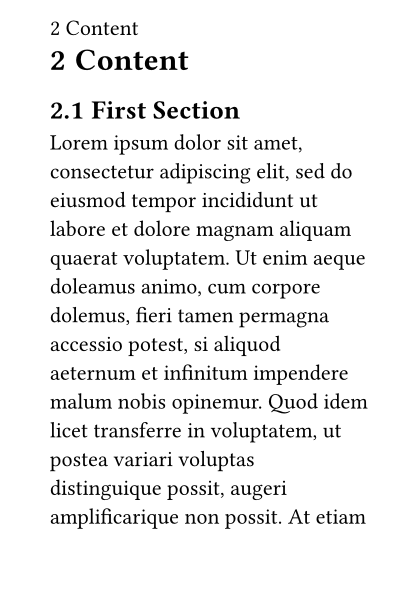 2 Content
2 Content
2.1 First Section
Lorem ipsum dolor sit amet,
consectetur adipiscing elit, sed do
eiusmod tempor incididunt ut
labore et dolore magnam aliquam
quaerat voluptatem. Ut enim aeque
doleamus animo, cum corpore
dolemus, fieri tamen permagna
accessio potest, si aliquod
aeternum et infinitum impendere
malum nobis opinemur. Quod idem
licet transferre in voluptatem, ut
postea variari voluptas
distinguique possit, augeri
amplificarique non possit. At etiam